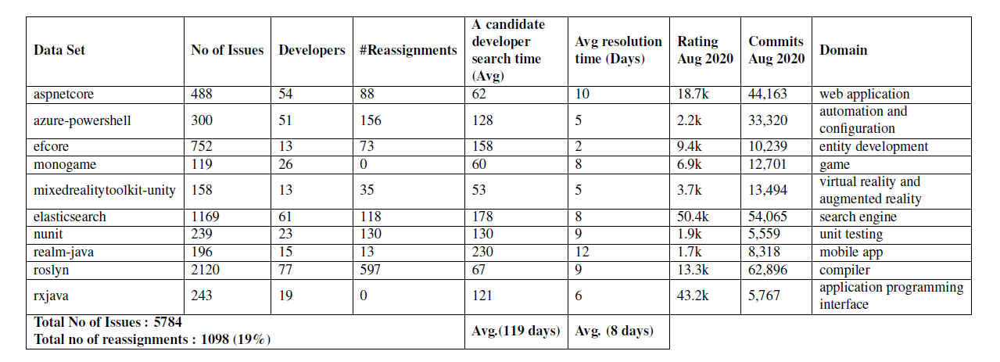 Data Set No of Issues Developers #Reassignments A candidate developer search time (Avg) Avg resolution time (Days) Rating Aug 2020 Commits Aug 2020 Domain
aspnetcore 488 54 88 62 10 18.7k 44,163 web application
azure-powershell 300 51 156 128 5 2.2k 33,320 automation and configuration
efcore 752 13 73 158 2 9.4k 10,239 entity development
monogame 119 26 0 60 8 6.9k 12,701 game
mixedrealitytoolkit-unity 158 13 35 53 5 3.7k 13,494 virtual reality and augmented reality
elasticsearch 1169 61 118 178 8 50.4k 54,065 search engine
nunit 239 23 130 130 9 1.9k 5,559 unit testing
realm-java 196 15 13 230 12 1.7k 8,318 mobile app
roslyn 2120 77 597 67 9 13.3k 62,896 compiler
rxjava 243 19 0 121 6 43.2k 5,767 application programming interface
Total No of Issues : 5784
Total no of reassignments : 1098 (19%)
Avg.(119 days) Avg. (8 days)